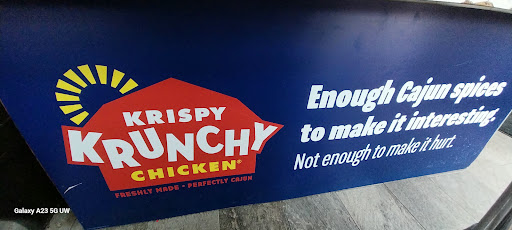 KRISPY
KRUNCHY
CHICKEN®
FRESHLY MADE • PERFECTLY CAJUN
Enough Cajun spices
to make it interesting.
Not enough to make it hurt.
Galaxy A23 5G UW